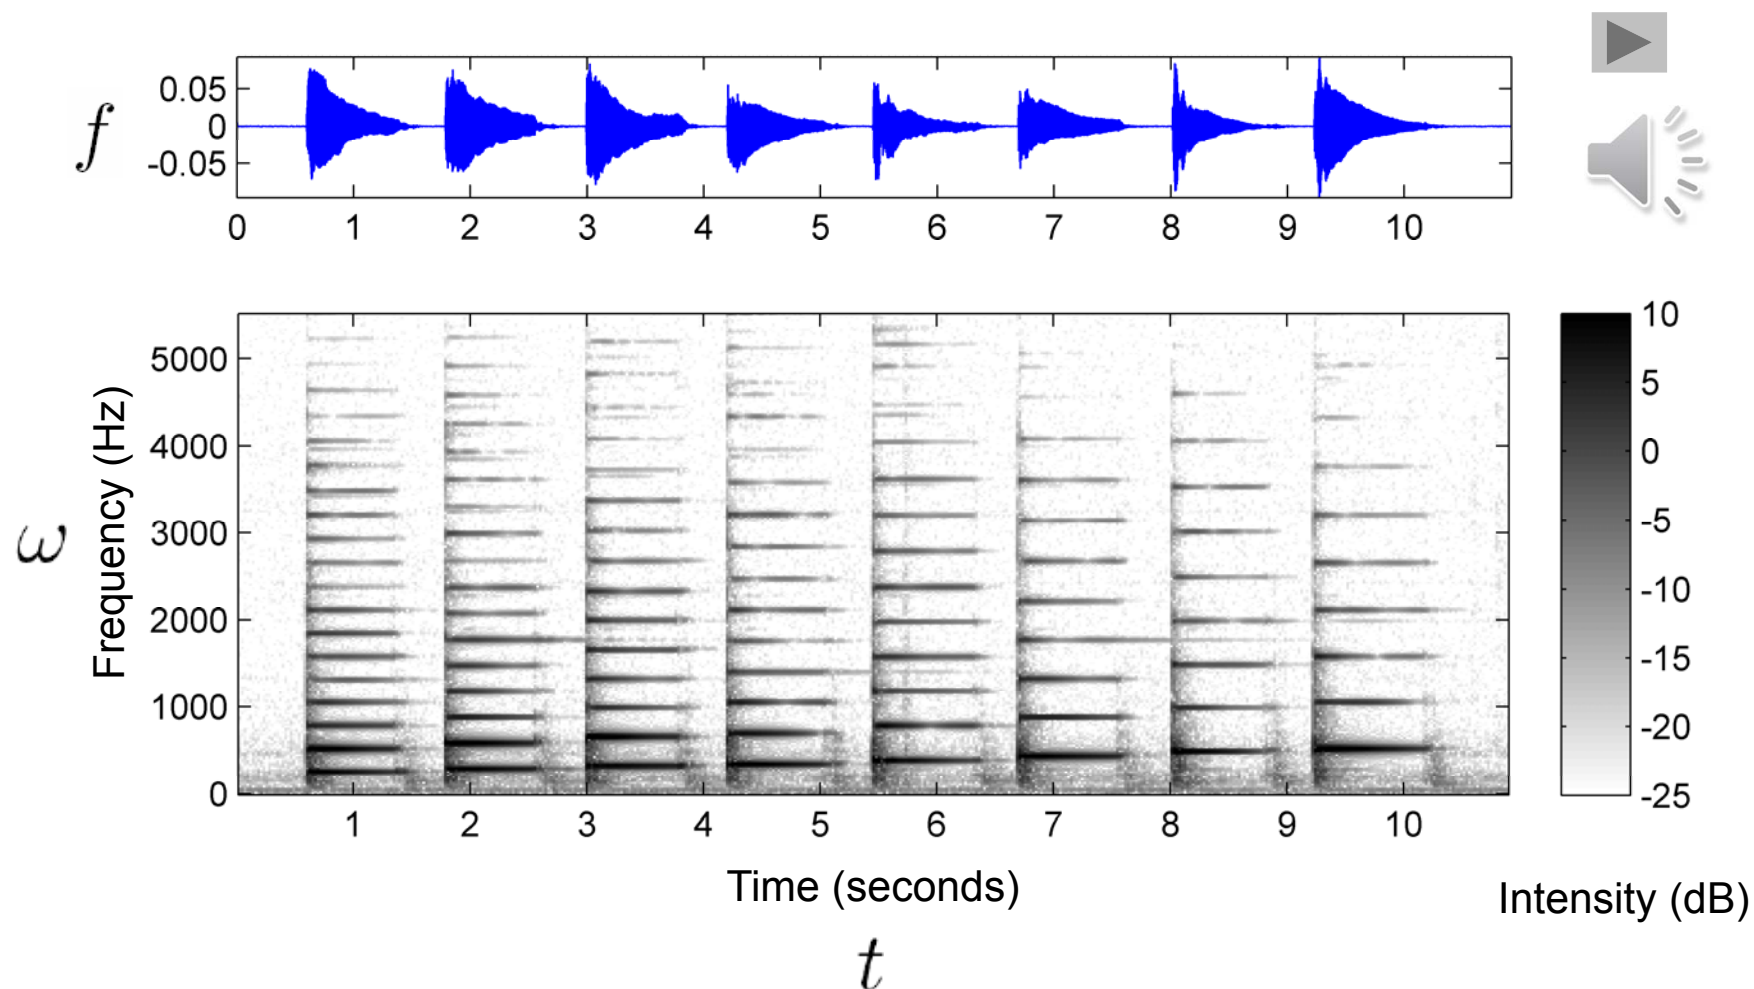 f
0.05
0
-0.05
0 1 2 3 4 5 6 7 8 9 10
ω
Frequency (Hz)
5000
4000
3000
2000
1000
0
1 2 3 4 5 6 7 8 9 10
Time (seconds)
t
10
5
0
-5
-10
-15
-20
-25
Intensity (dB)